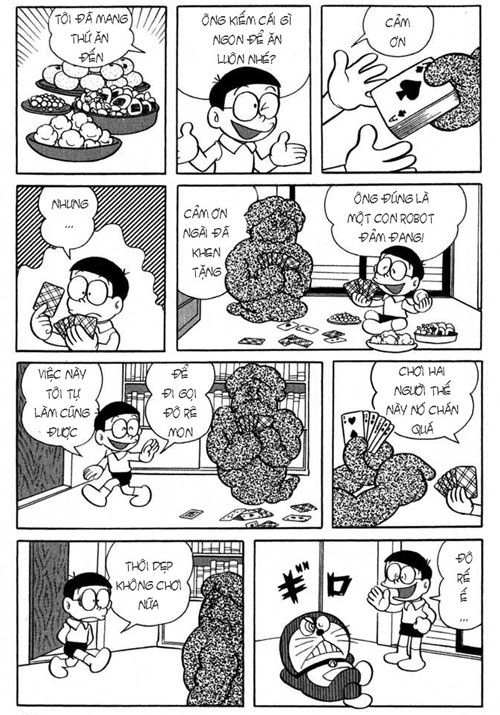 CẢM
ƠN
ÔNG KIẾM CÁI GÌ
NGON ĐỂ ĂN
LUÔN NHÉ?
TÔI ĐÃ MANG
THỨ ĂN
ĐẾN
ÔNG ĐÚNG LÀ
MỘT CON ROBOT
ĐẢM ĐANG!
CẢM ƠN
NGÀI ĐÃ
KHEN
TẶNG
NHƯNG
...
CHƠI HAI
NGƯỜI THẾ
NÀY NÓ CHÁN
QUÁ
ĐỂ
ĐI GỌI
ĐÔ RÊ
MON
VIỆC NÀY
TÔI TỰ
LÀM CŨNG
ĐƯỢC
ĐÔ
RẾ
Ê
...
ギロ
THÔI DẸP
KHÔNG CHƠI
NỮA